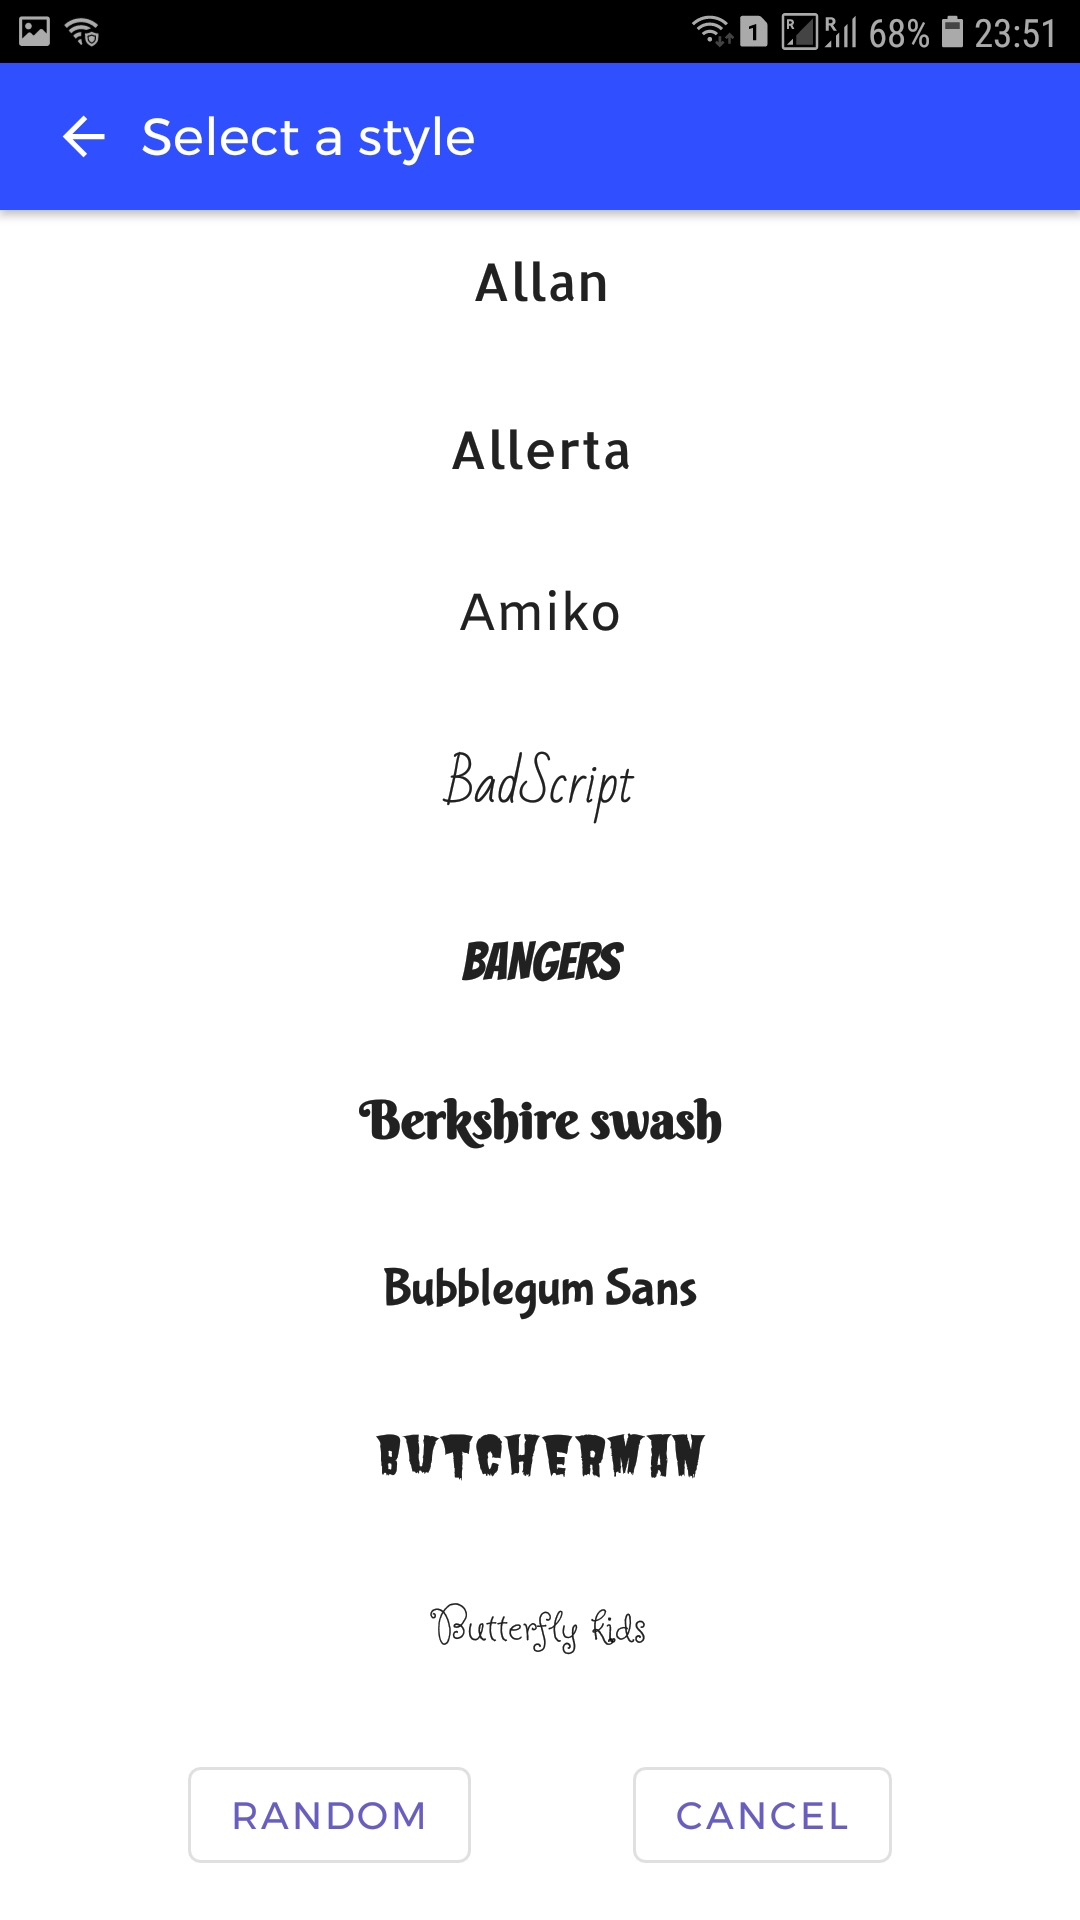 68% 23:51
Select a style
Allan
Allerta
Amiko
BadScript
BANGERS
Berkshire swash
Bubblegum Sans
BUTCHERMAN
Butterfly kids
RANDOM CANCEL